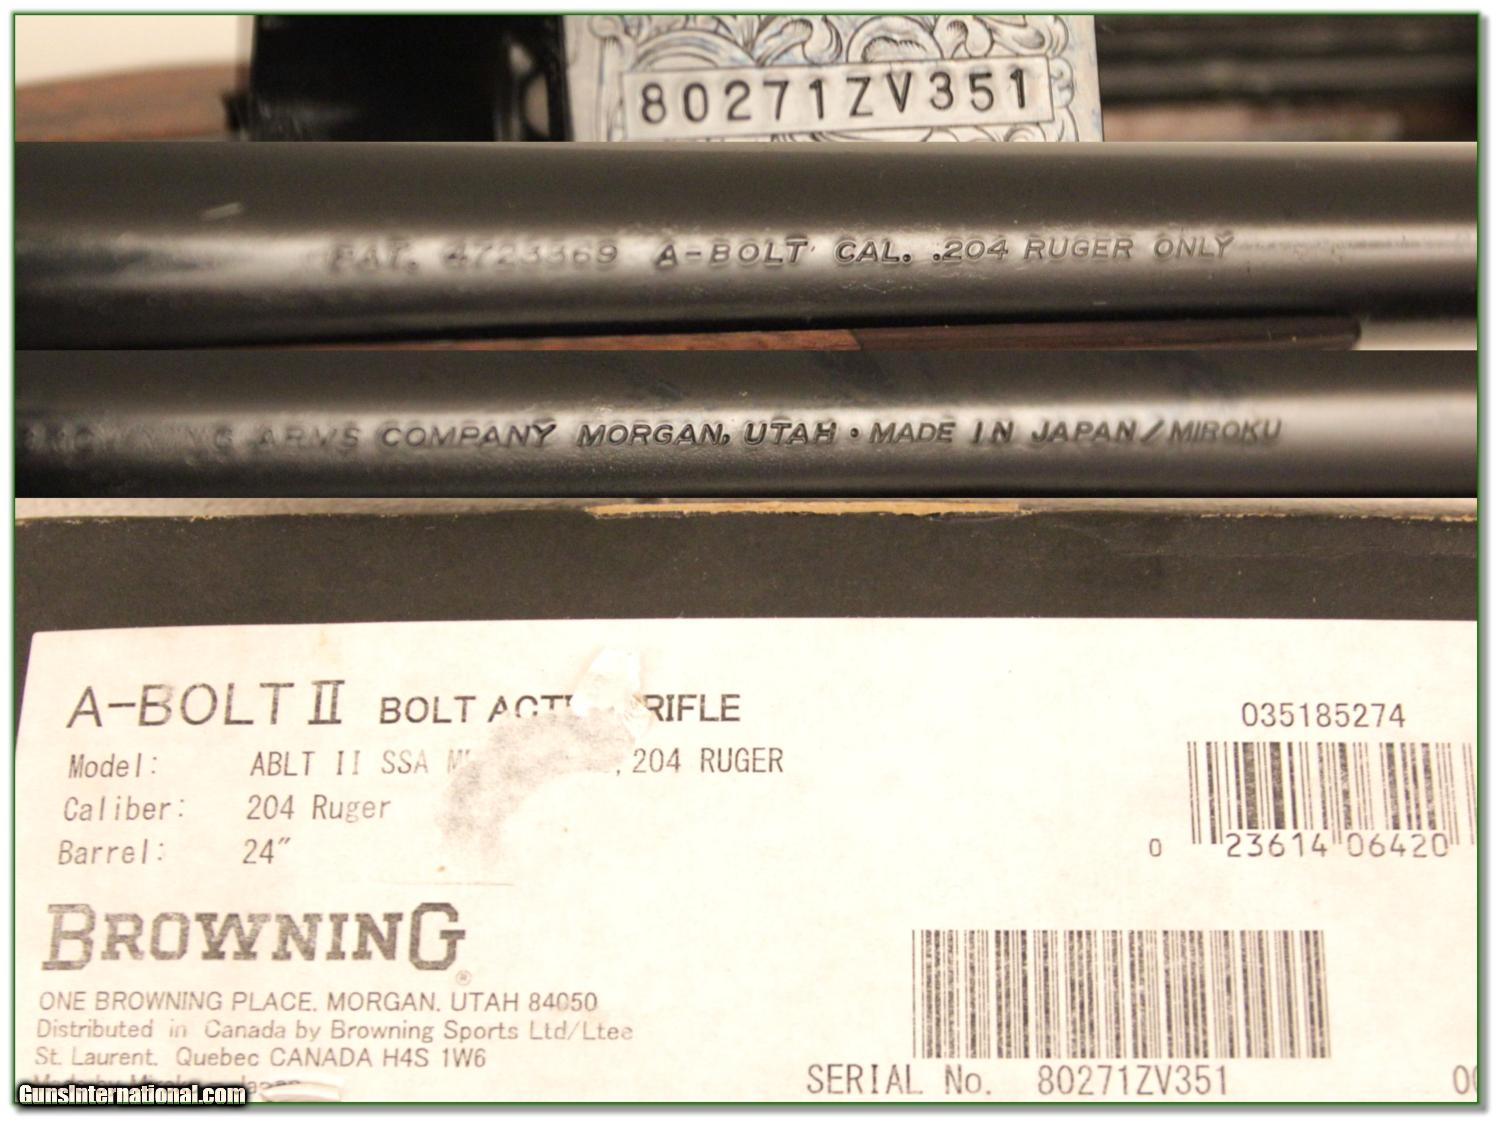 80271ZV351
PAT. 4723369 A-BOLT CAL. .204 RUGER ONLY
BROWNING ARMS COMPANY MORGAN, UTAH • MADE IN JAPAN/MIROKU
A-BOLT II BOLT RIFLE
Model: ABLT II SSA ,204 RUGER
Caliber: 204 Ruger
Barrel: 24"
035185274
0 23614 06420
BROWNING®
ONE BROWNING PLACE. MORGAN. UTAH 84050
Distributed in Canada by Browning Sports Ltd/Ltee
St. Laurent. Quebec CANADA H4S 1W6
SERIAL No. 80271ZV351
GunsInternational.com